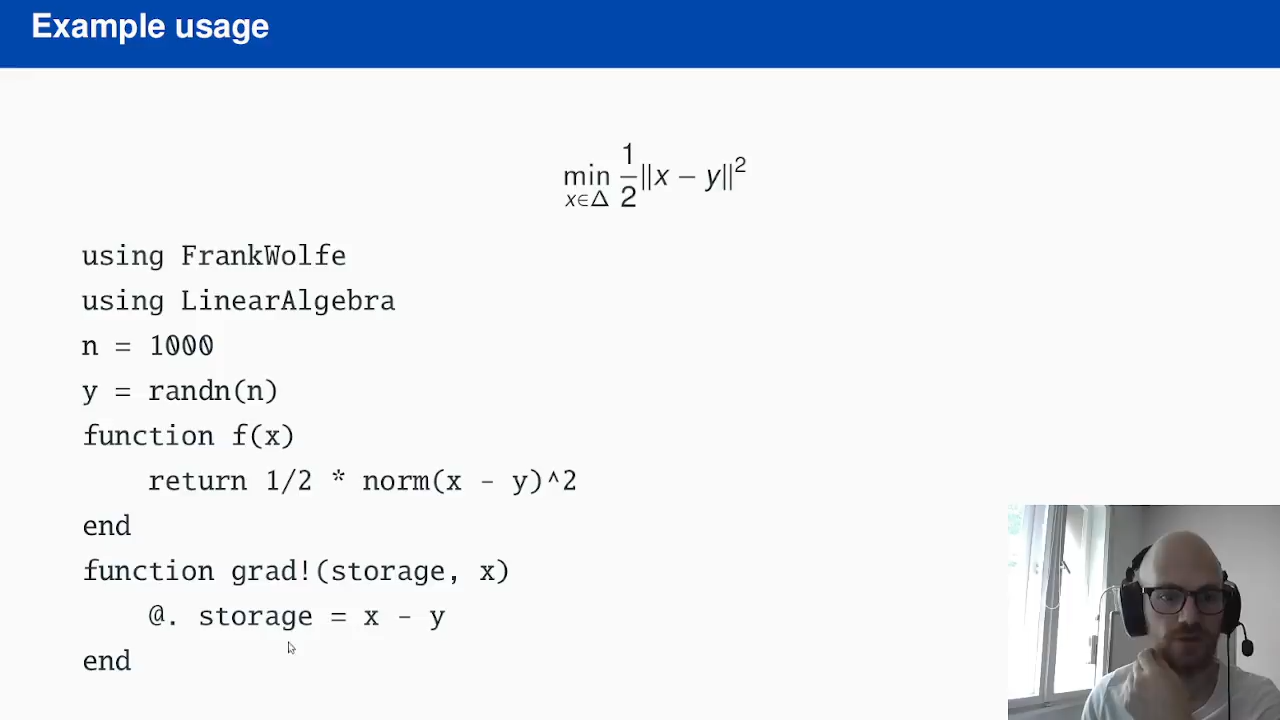 Example usage
min x∈Δ 1/2 ||x − y||²
using FrankWolfe
using LinearAlgebra
n = 1000
y = randn(n)
function f(x)
    return 1/2 * norm(x - y)^2
end
function grad!(storage, x)
    @. storage = x - y
end